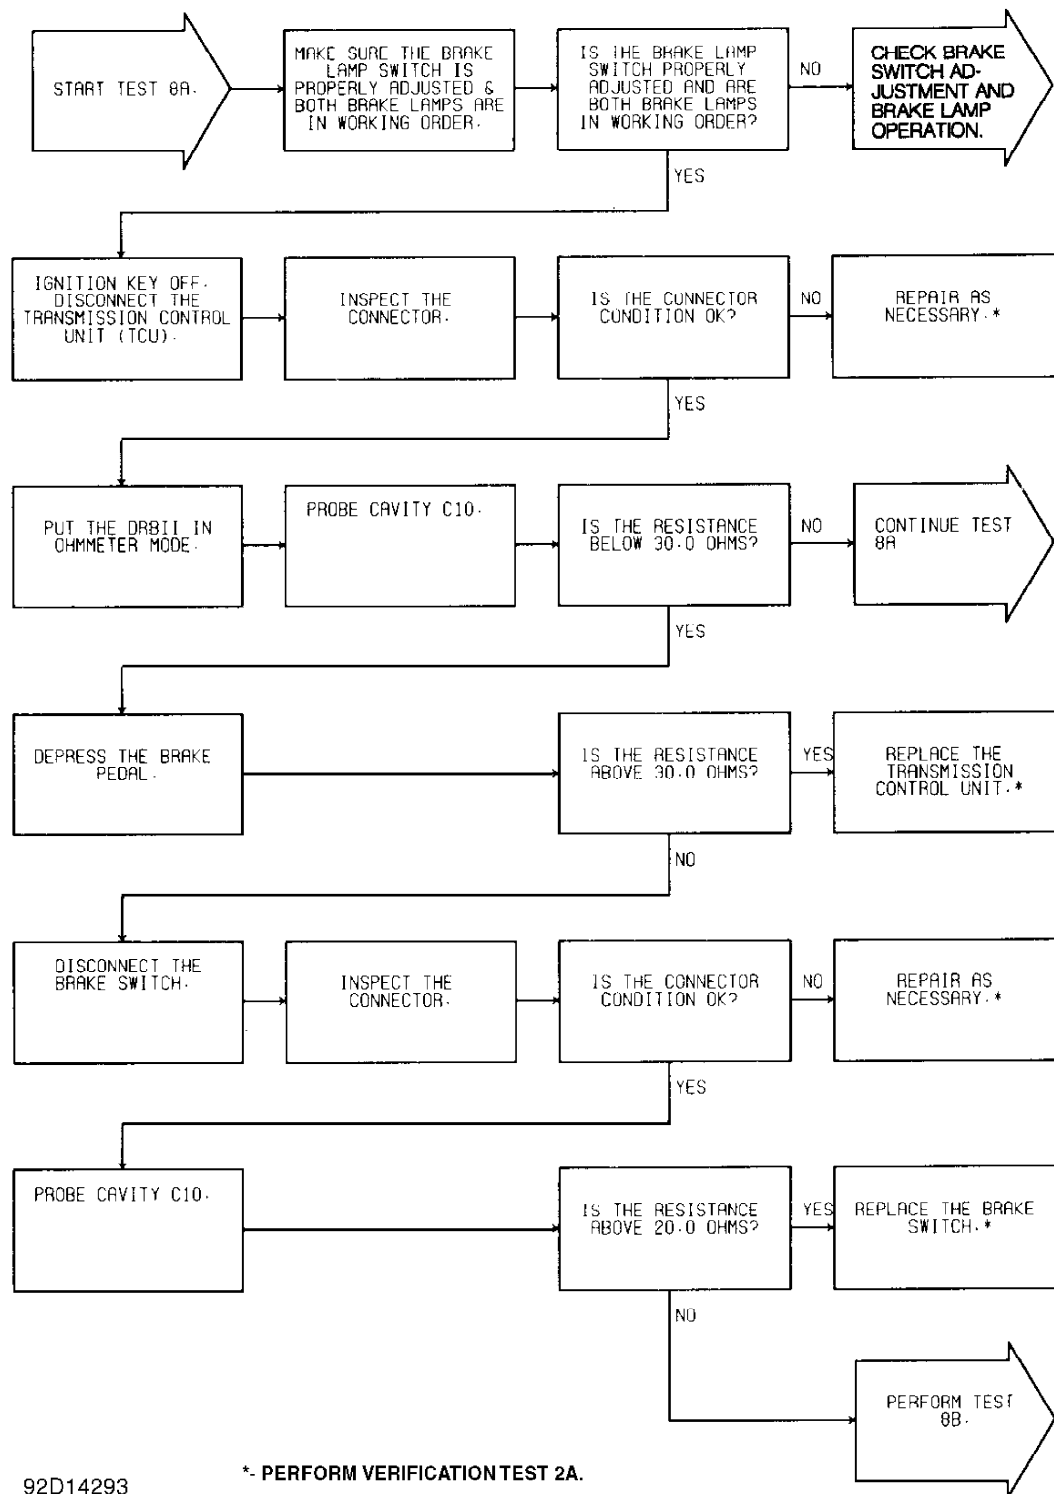 START TEST 8A.
MAKE SURE THE BRAKE
LAMP SWITCH IS
PROPERLY ADJUSTED &
BOTH BRAKE LAMPS ARE
IN WORKING ORDER.
IS THE BRAKE LAMP
SWITCH PROPERLY
ADJUSTED AND ARE
BOTH BRAKE LAMPS
IN WORKING ORDER?
NO
CHECK BRAKE
SWITCH AD-
JUSTMENT AND
BRAKE LAMP
OPERATION.
YES
IGNITION KEY OFF.
DISCONNECT THE
TRANSMISSION CONTROL
UNIT (TCU).
INSPECT THE
CONNECTOR.
IS THE CONNECTOR
CONDITION OK?
NO
REPAIR AS
NECESSARY.*
YES
PUT THE DRBII IN
OHMMETER MODE.
PROBE CAVITY C10.
IS THE RESISTANCE
BELOW 30.0 OHMS?
NO
CONTINUE TEST
8A
YES
DEPRESS THE BRAKE
PEDAL.
IS THE RESISTANCE
ABOVE 30.0 OHMS?
YES
REPLACE THE
TRANSMISSION
CONTROL UNIT.*
NO
DISCONNECT THE
BRAKE SWITCH.
INSPECT THE
CONNECTOR.
IS THE CONNECTOR
CONDITION OK?
NO
REPAIR AS
NECESSARY.*
YES
PROBE CAVITY C10.
IS THE RESISTANCE
ABOVE 20.0 OHMS?
YES
REPLACE THE BRAKE
SWITCH.*
NO
PERFORM TEST
8B.
*- PERFORM VERIFICATION TEST 2A.
92D14293